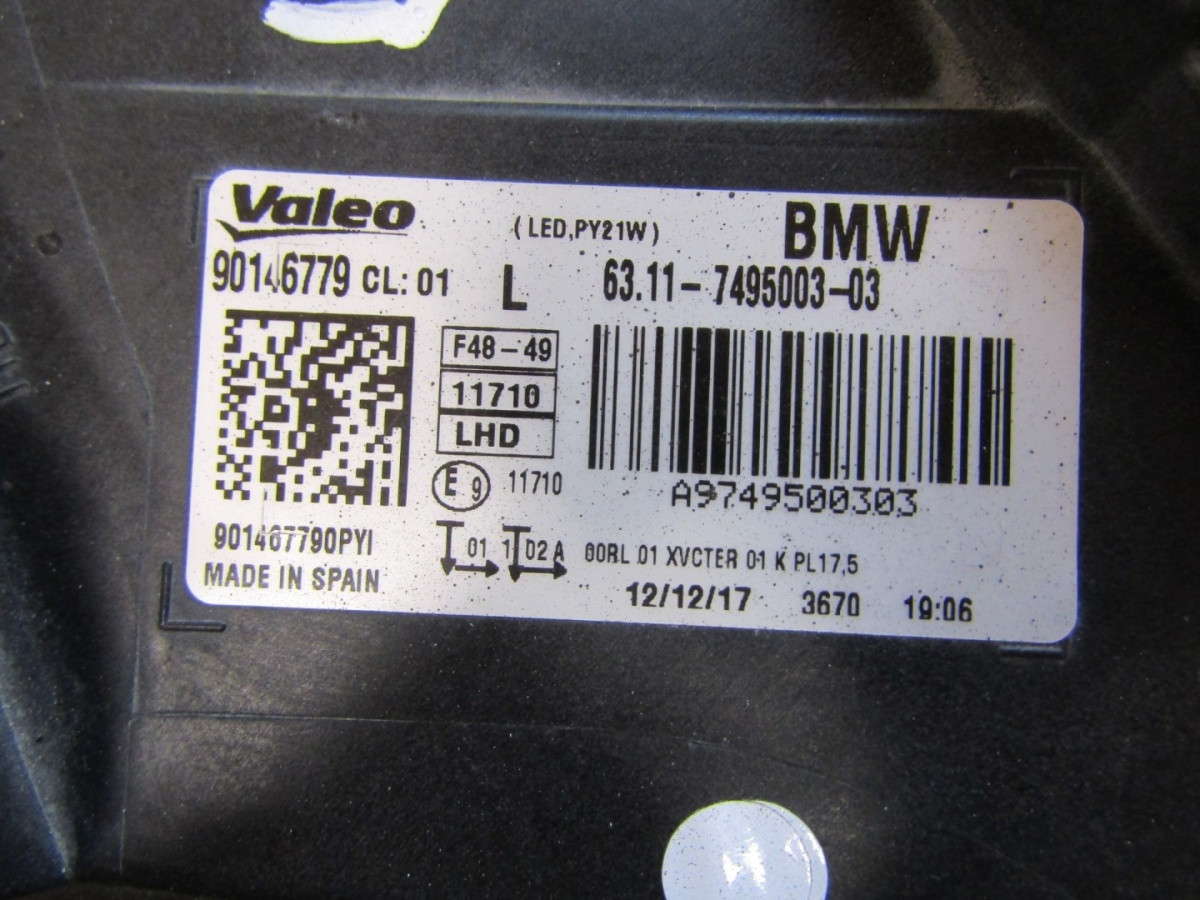 Valeo
(LED,PY21W)
BMW
90146779 CL: 01
L
63.11-7495003-03
F48-49
11710
LHD
E 9
11710
A9749500303
901467790PYI
MADE IN SPAIN
01
1 02 A
00RL 01 XVCTER 01 K PL17,5
12/12/17 3670 19:06